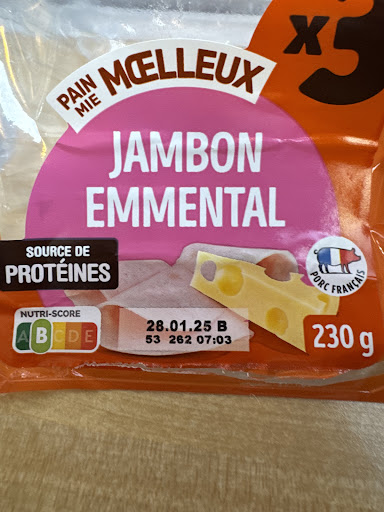 x3
PAIN
MIE
MŒLLEUX
JAMBON
EMMENTAL
SOURCE DE
PROTÉINES
PORC FRANÇAIS
NUTRI-SCORE
A B C D E
28.01.25 B
53 262 07:03
230 g